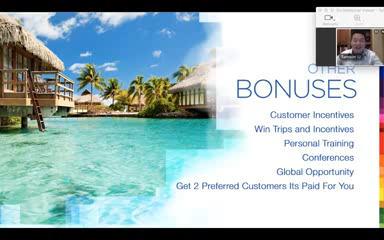 OTHER
BONUSES
Customer Incentives
Win Trips and Incentives
Personal Training
Conferences
Global Opportunity
Get 2 Preferred Customers Its Paid For You